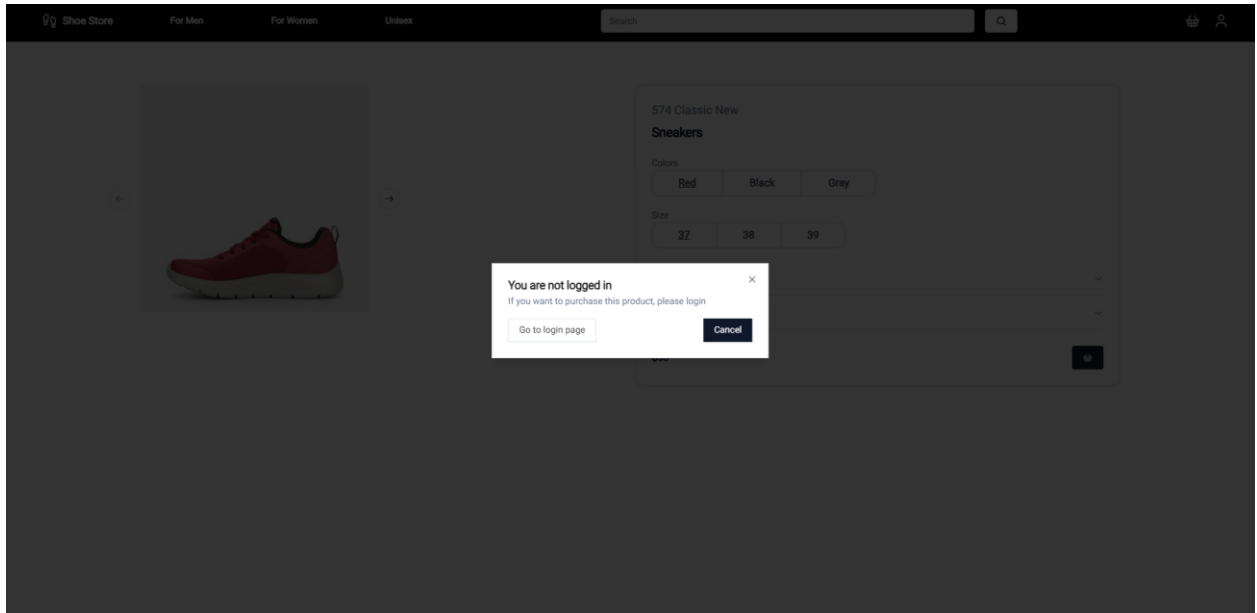 Shoe Store For Men For Women Unisex Search
574 Classic New
Sneakers
Colors
Red Black Gray
Size
37 38 39
You are not logged in
If you want to purchase this product, please login
Go to login page Cancel